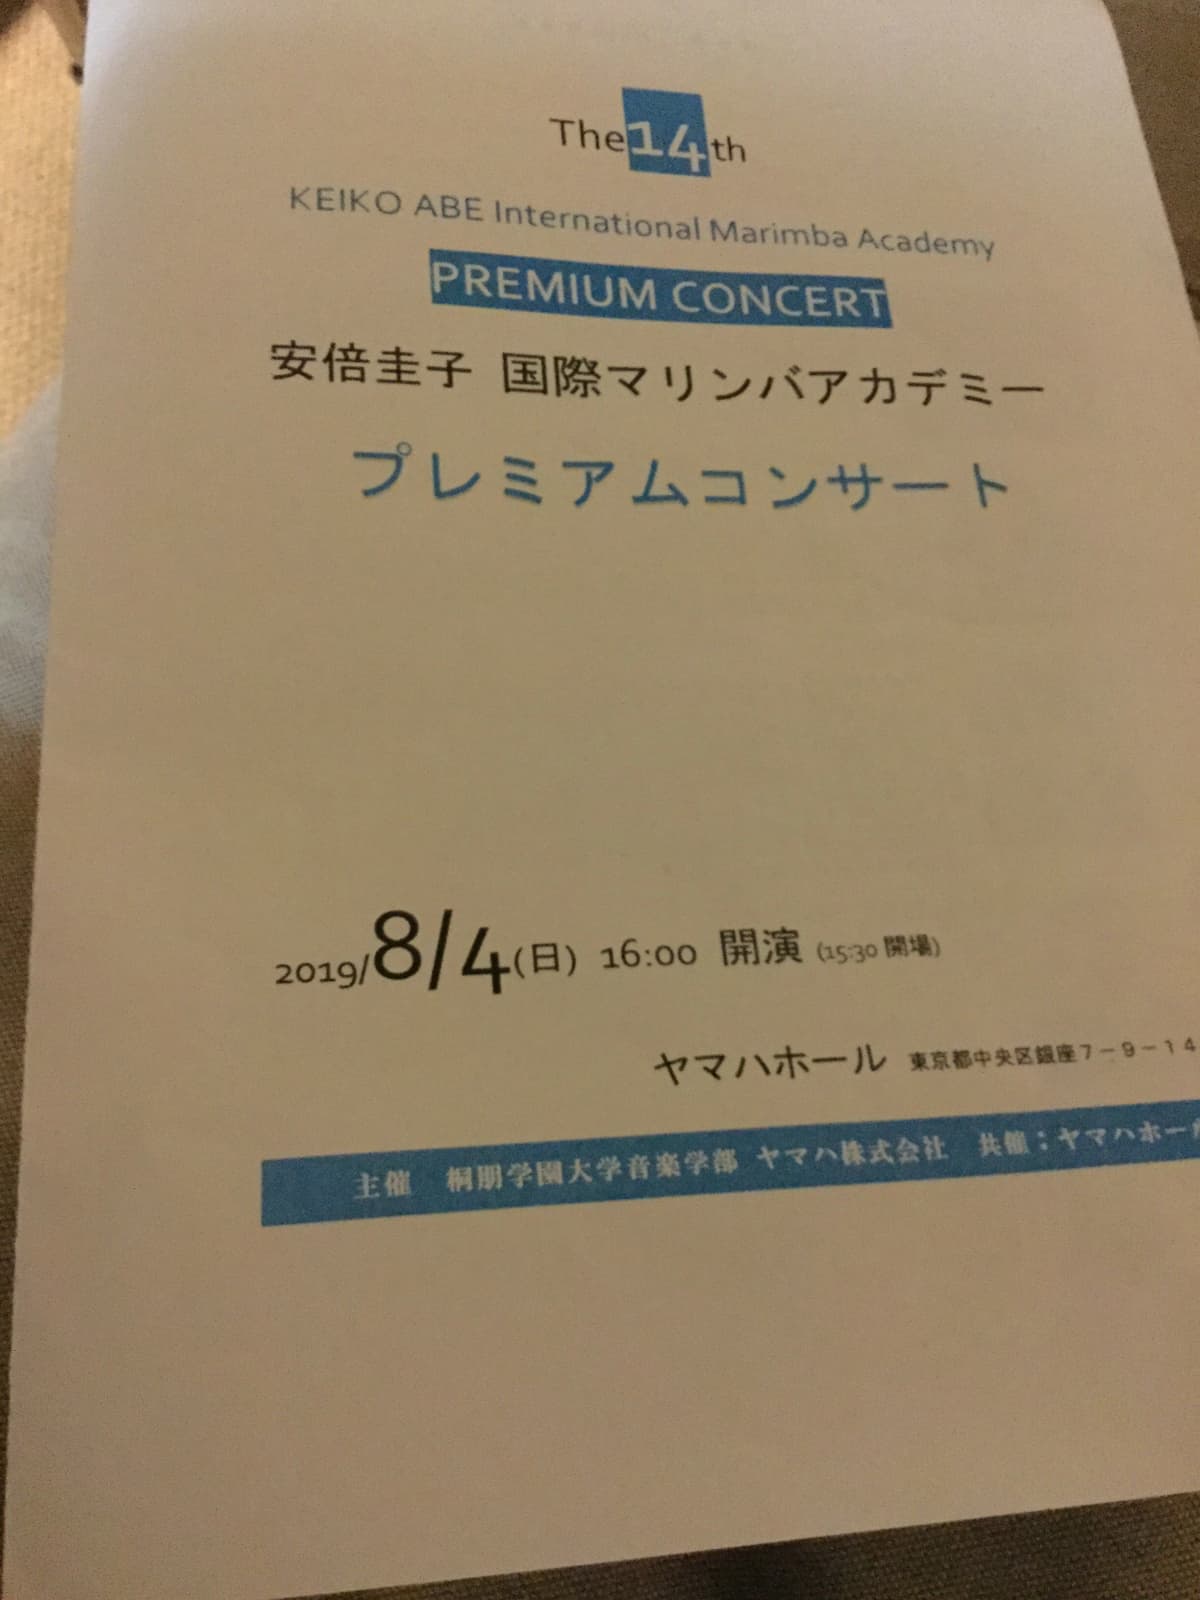 The 14th
KEIKO ABE International Marimba Academy
PREMIUM CONCERT
安倍圭子 国際マリンバアカデミー
プレミアムコンサート
2019/8/4(日) 16:00 開演 (15:30 開場)
ヤマハホール 東京都中央区銀座7-9-14
主催 桐朋学園大学音楽学部 ヤマハ株式会社 共催：ヤマハホール